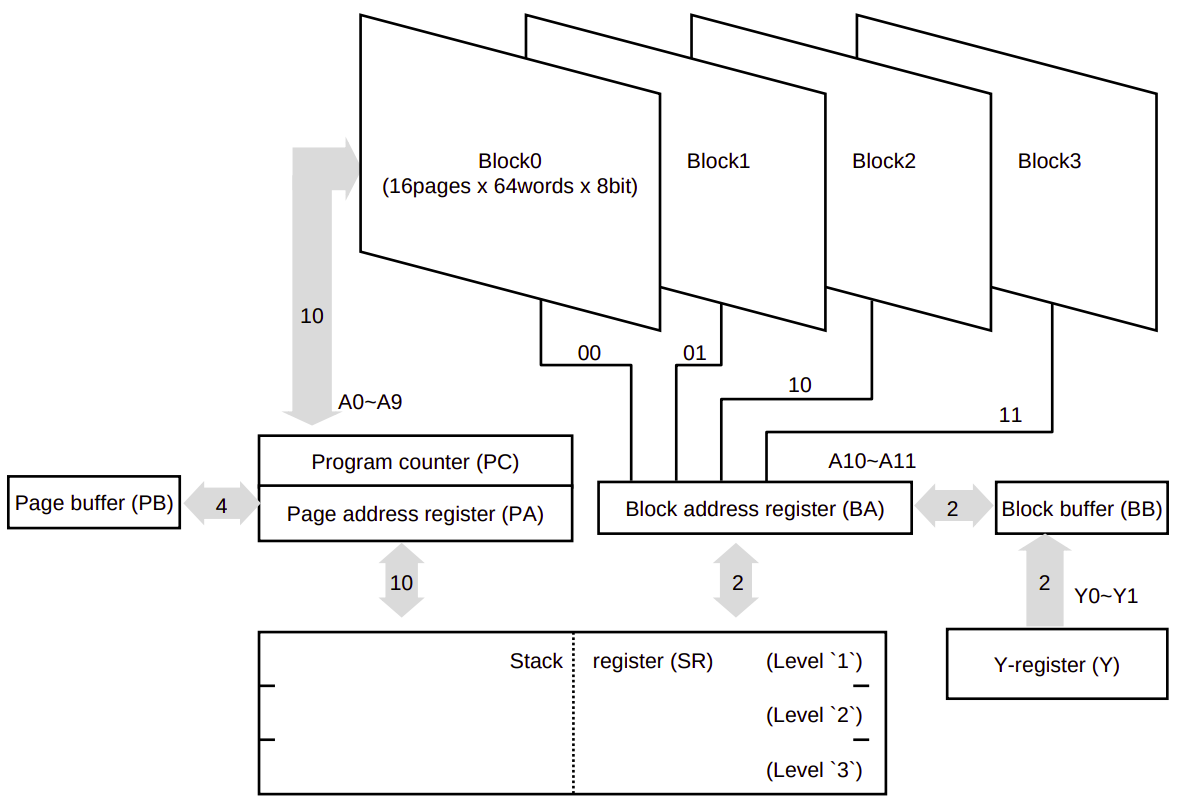 Block0
(16pages x 64words x 8bit)
Block1
Block2
Block3
10
00
01
10
11
A0~A9
A10~A11
Program counter (PC)
Page buffer (PB)
4
Page address register (PA)
Block address register (BA)
2
Block buffer (BB)
10
2
2
Y0~Y1
Stack register (SR) (Level `1`)
Y-register (Y)
(Level `2`)
(Level `3`)